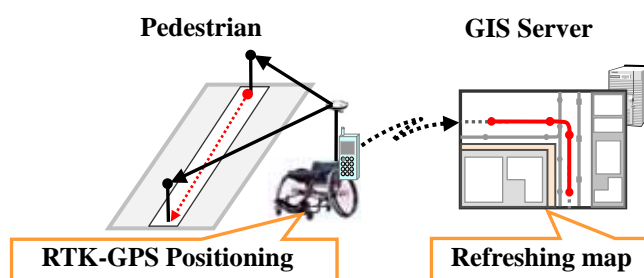 Pedestrian
GIS Server
RTK-GPS Positioning
Refreshing map